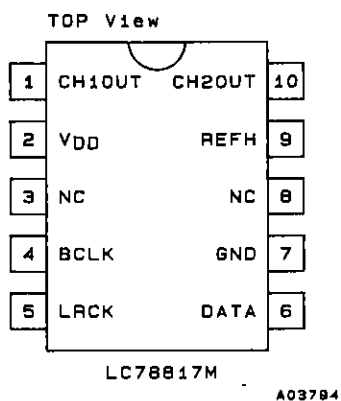 TOP View
1 CH1OUT CH2OUT 10
2 VDD REFH 9
3 NC NC 8
4 BCLK GND 7
5 LRCK DATA 6
LC78817M
A03794